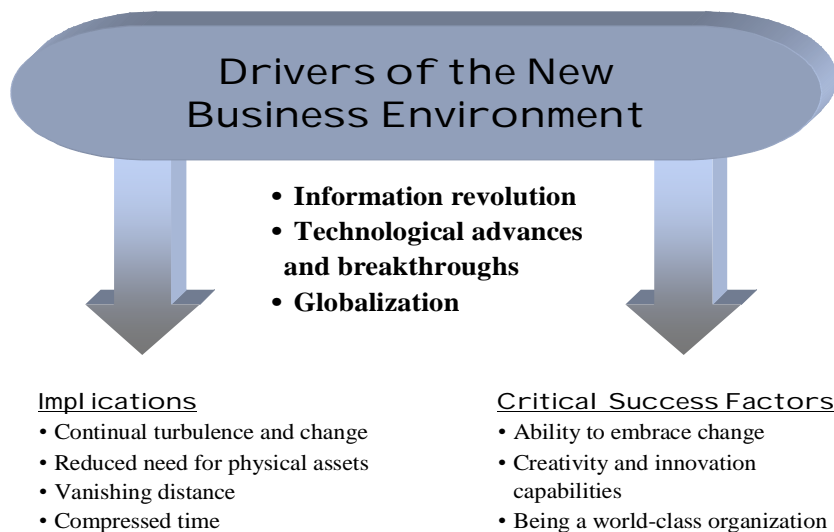 Drivers of the New
Business Environment
• Information revolution
• Technological advances
and breakthroughs
• Globalization
Implications
• Continual turbulence and change
• Reduced need for physical assets
• Vanishing distance
• Compressed time
Critical Success Factors
• Ability to embrace change
• Creativity and innovation
capabilities
• Being a world-class organization